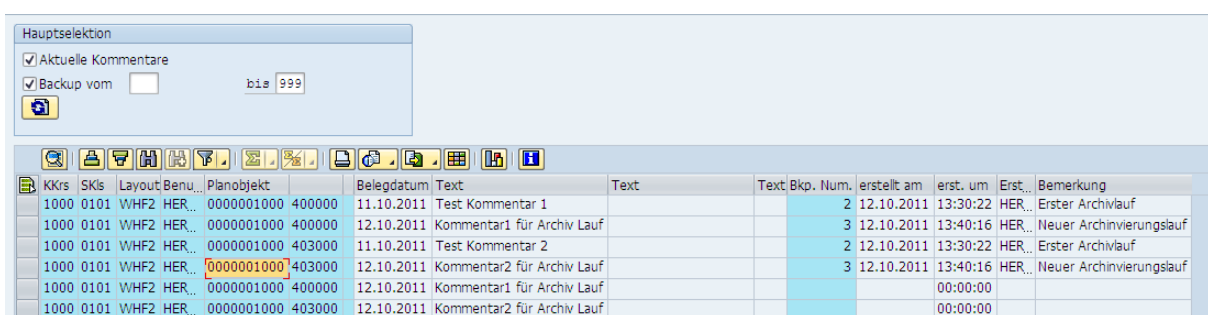 Hauptselektion
Aktuelle Kommentare
Backup vom bis 999
KKrs SKls Layout Benu... Planobjekt Belegdatum Text Text Text Bkp. Num. erstellt am erst. um Erst... Bemerkung
1000 0101 WHF2 HER... 0000001000 400000 11.10.2011 Test Kommentar 1 2 12.10.2011 13:30:22 HER... Erster Archivlauf
1000 0101 WHF2 HER... 0000001000 400000 12.10.2011 Kommentar1 für Archiv Lauf 3 12.10.2011 13:40:16 HER... Neuer Archinvierungslauf
1000 0101 WHF2 HER... 0000001000 403000 11.10.2011 Test Kommentar 2 2 12.10.2011 13:30:22 HER... Erster Archivlauf
1000 0101 WHF2 HER... 0000001000 403000 12.10.2011 Kommentar2 für Archiv Lauf 3 12.10.2011 13:40:16 HER... Neuer Archinvierungslauf
1000 0101 WHF2 HER... 0000001000 400000 12.10.2011 Kommentar1 für Archiv Lauf 00:00:00
1000 0101 WHF2 HER... 0000001000 403000 12.10.2011 Kommentar2 für Archiv Lauf 00:00:00